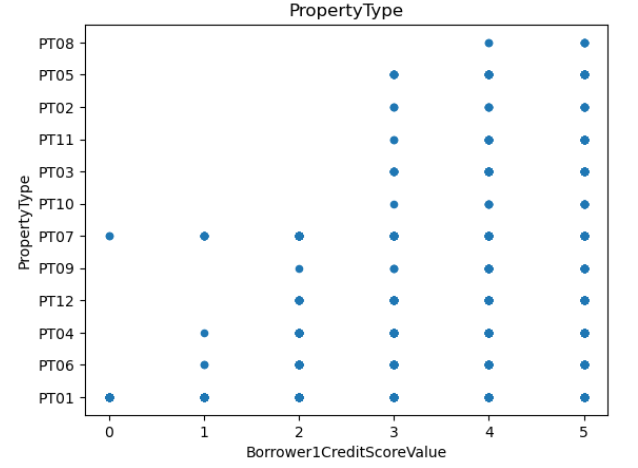 PropertyType
PT08
PT05
PT02
PT11
PT03
PT10
PT07
PT09
PT12
PT04
PT06
PT01
PropertyType
0 1 2 3 4 5
Borrower1CreditScoreValue